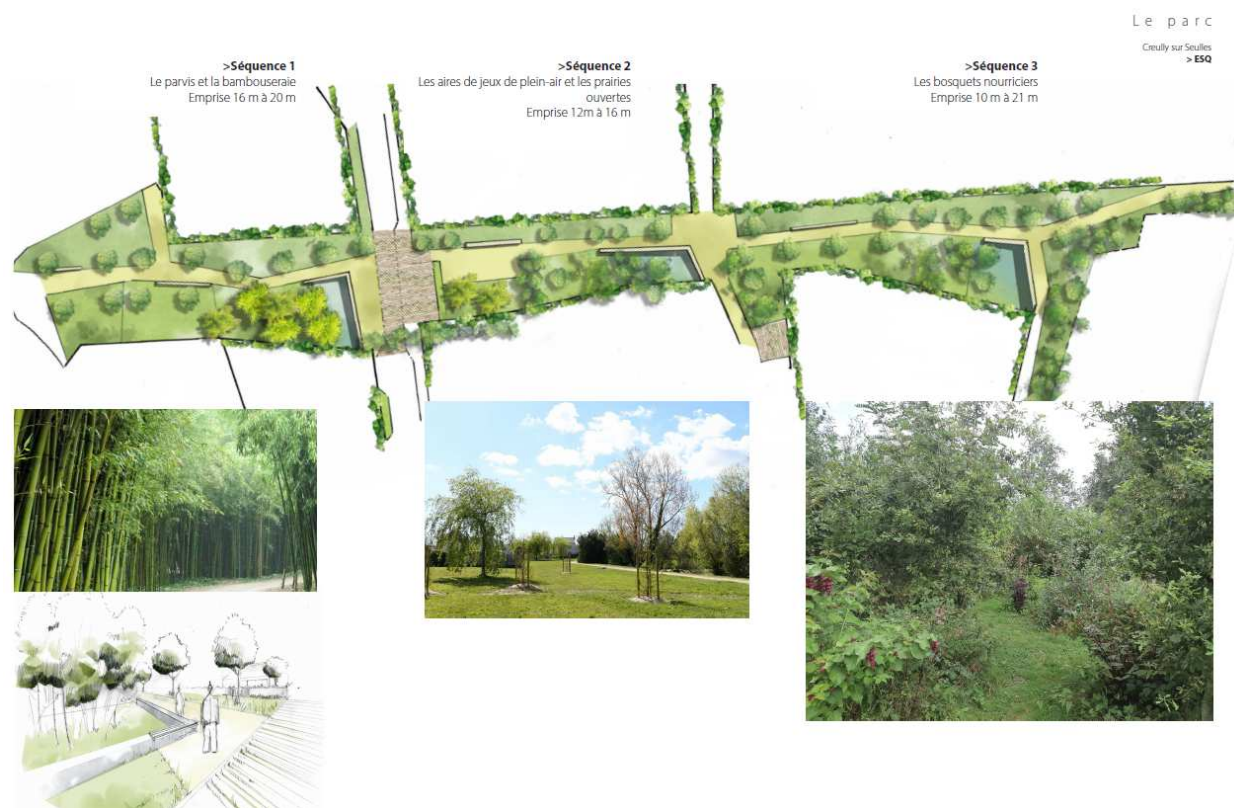 Le parc
Creully sur Seulles
> ESQ
>Séquence 1
Le parvis et la bambouseraie
Emprise 16 m à 20 m
>Séquence 2
Les aires de jeux de plein-air et les prairies
ouvertes
Emprise 12m à 16 m
>Séquence 3
Les bosquets nourriciers
Emprise 10 m à 21 m